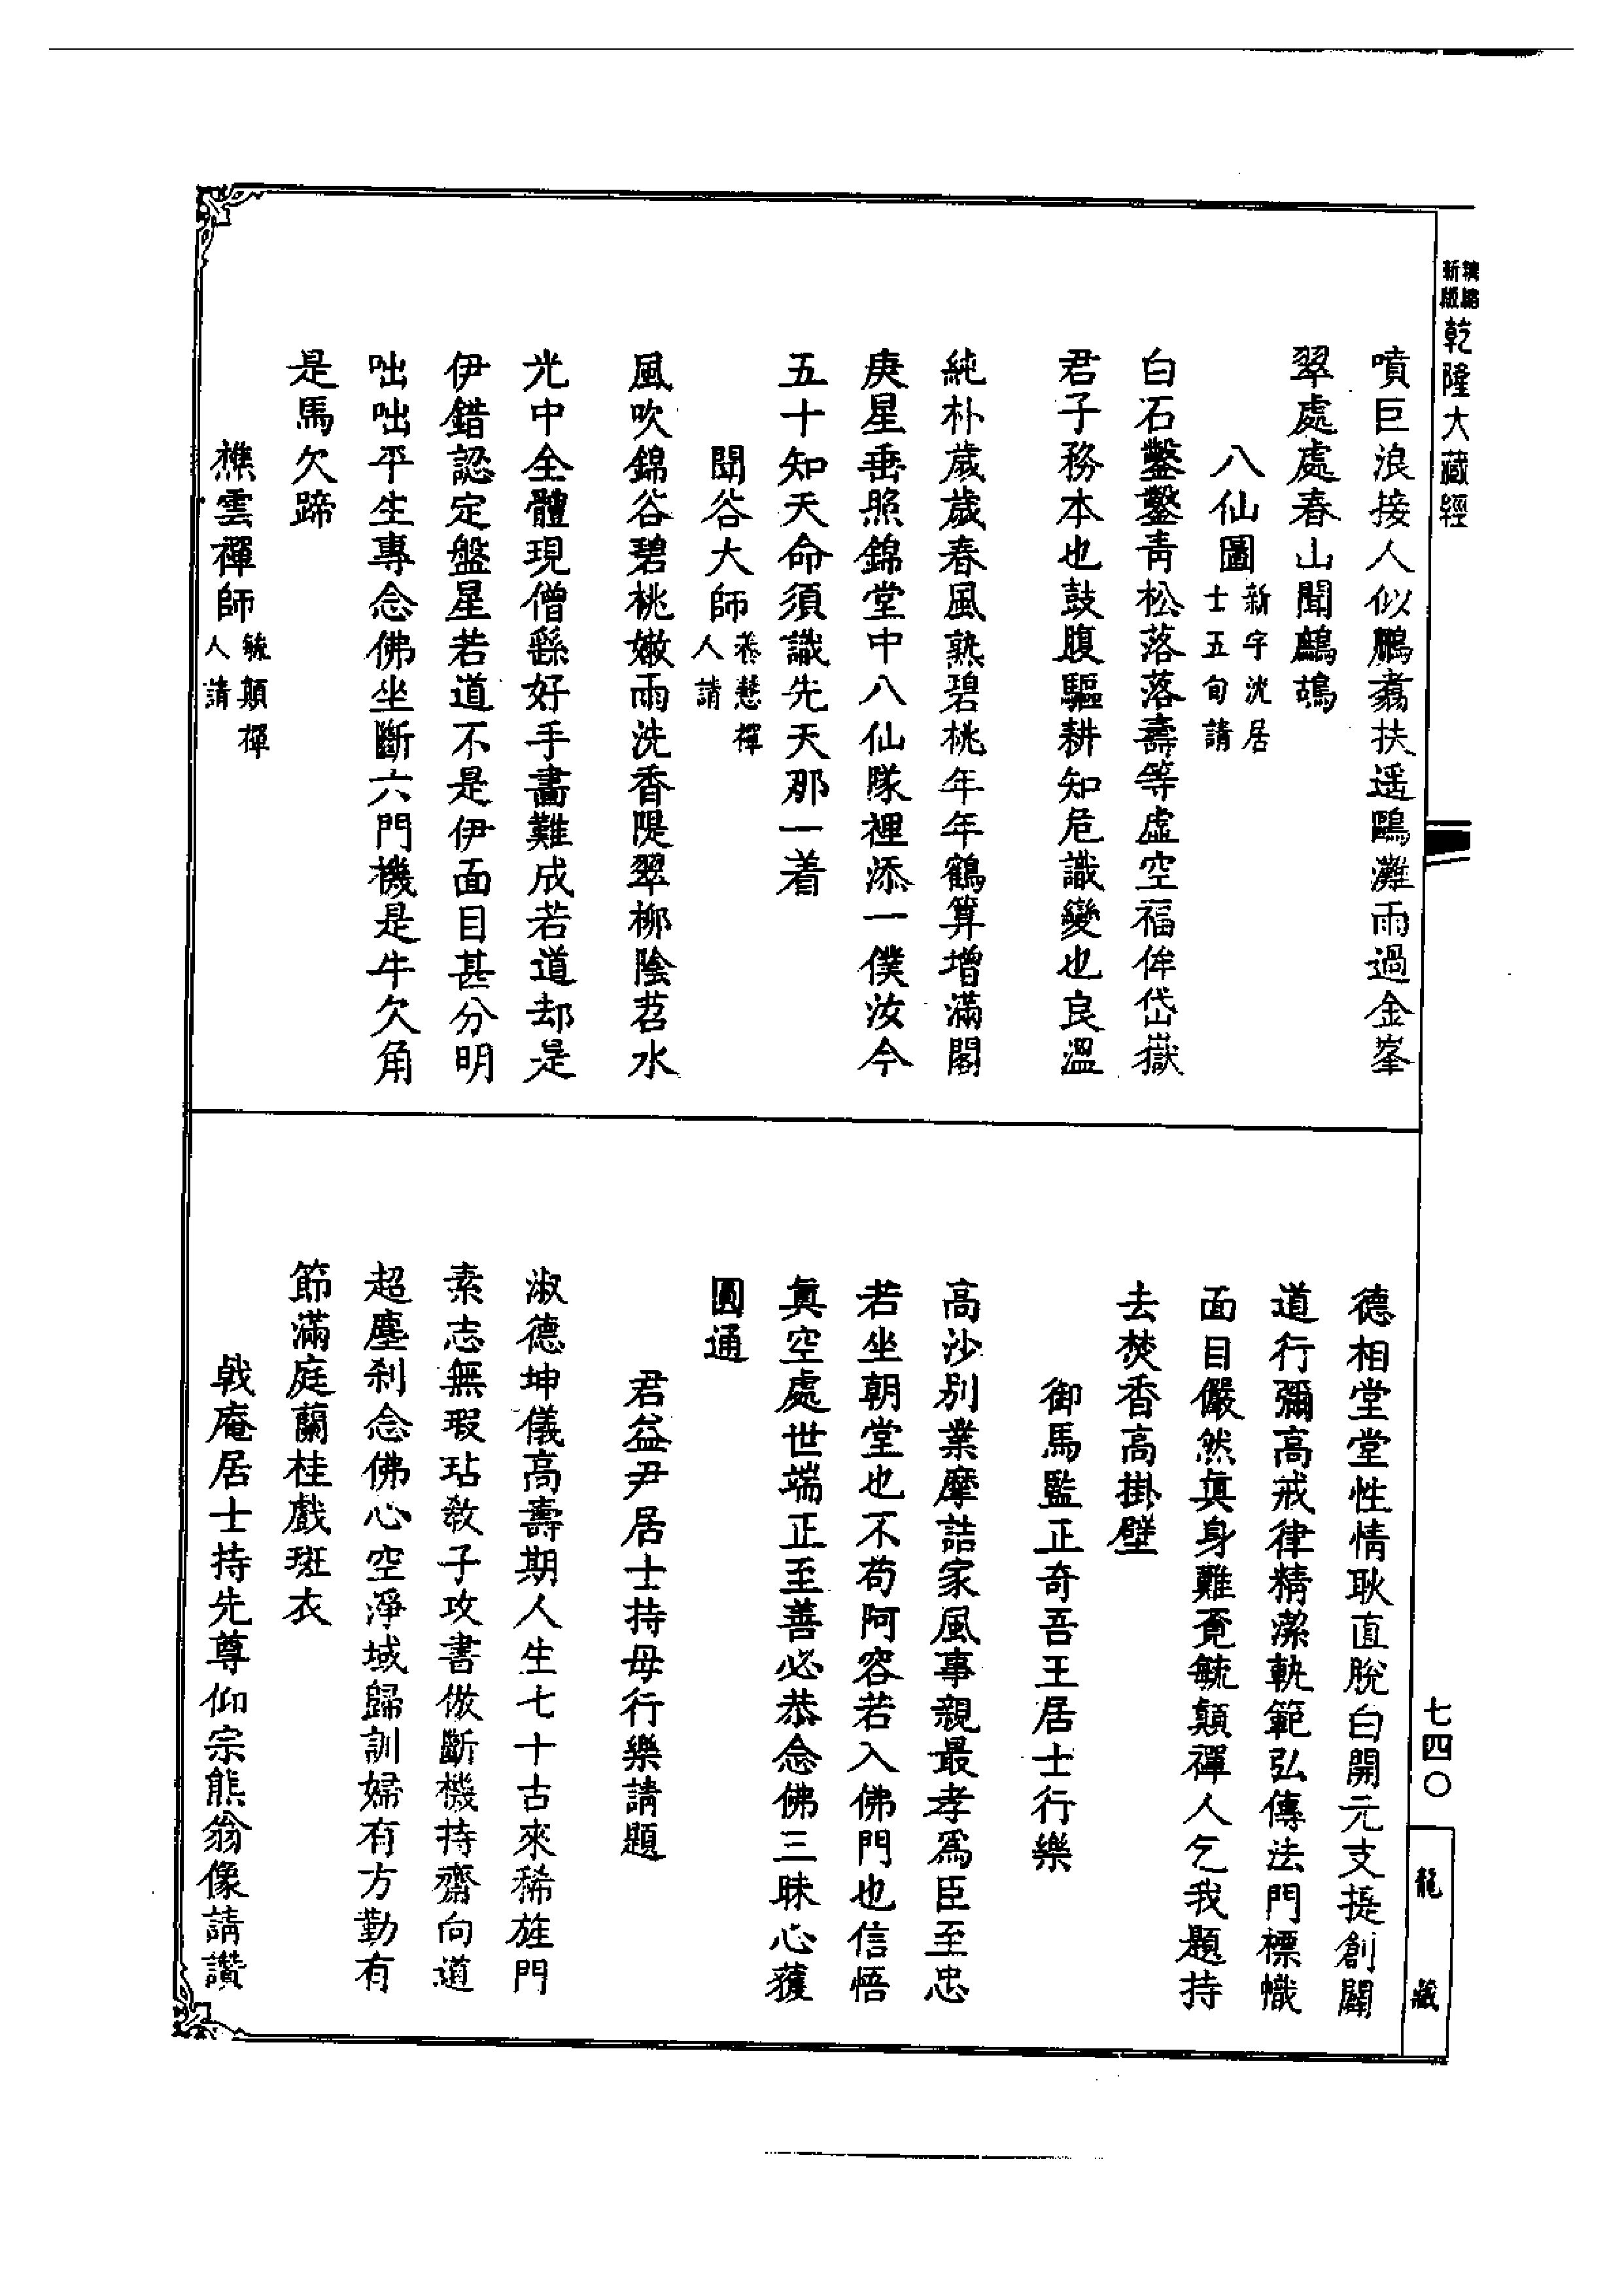 新版精縮乾隆大藏經
噴巨浪接人似鵬翥扶遥鷗灘雨過金峯
翠處處春山聞鷓鴣
八仙圖新宇沈居士五旬請
白石鑿鑿青松落落壽等虛空福侔岱嶽
君子務本也鼓腹驅耕知危識變也良溫
純朴歲歲春風熟碧桃年年鶴算增滿閣
庚星垂照錦堂中八仙隊裡添一僕汝今
五十知天命須識先天那一着
聞谷大師恭慧禪人請
風吹錦谷碧桃嫩雨洗香隄翠柳陰苕水
光中全體現僧繇好手畵難成若道却是
伊錯認定盤星若道不是伊面目甚分明
咄咄平生專念佛坐斷六門機是牛欠角
是馬欠蹄
樵雲禪師毓顛禪人請
德相堂堂性情耿直脫白開元支提創闢
道行彌高戒律精潔軌範弘傳法門標幟
面目儼然眞身難覓毓顛禪人乞我題持
去焚香高掛壁
御馬監正奇吾王居士行樂
高沙別業摩詰家風事親最孝爲臣至忠
若坐朝堂也不苟阿容若入佛門也信悟
眞空處世端正至善必恭念佛三昧心獲
圓通
君益尹居士持母行樂請題
淑德坤儀高壽期人生七十古來稀旌門
素志無瑕玷敎子攻書倣斷機持齋向道
超塵刹念佛心空淨域歸訓婦有方勤有
節滿庭蘭桂戲斑衣
戟庵居士持先尊仰宗熊翁像請讚
七四〇
龍藏